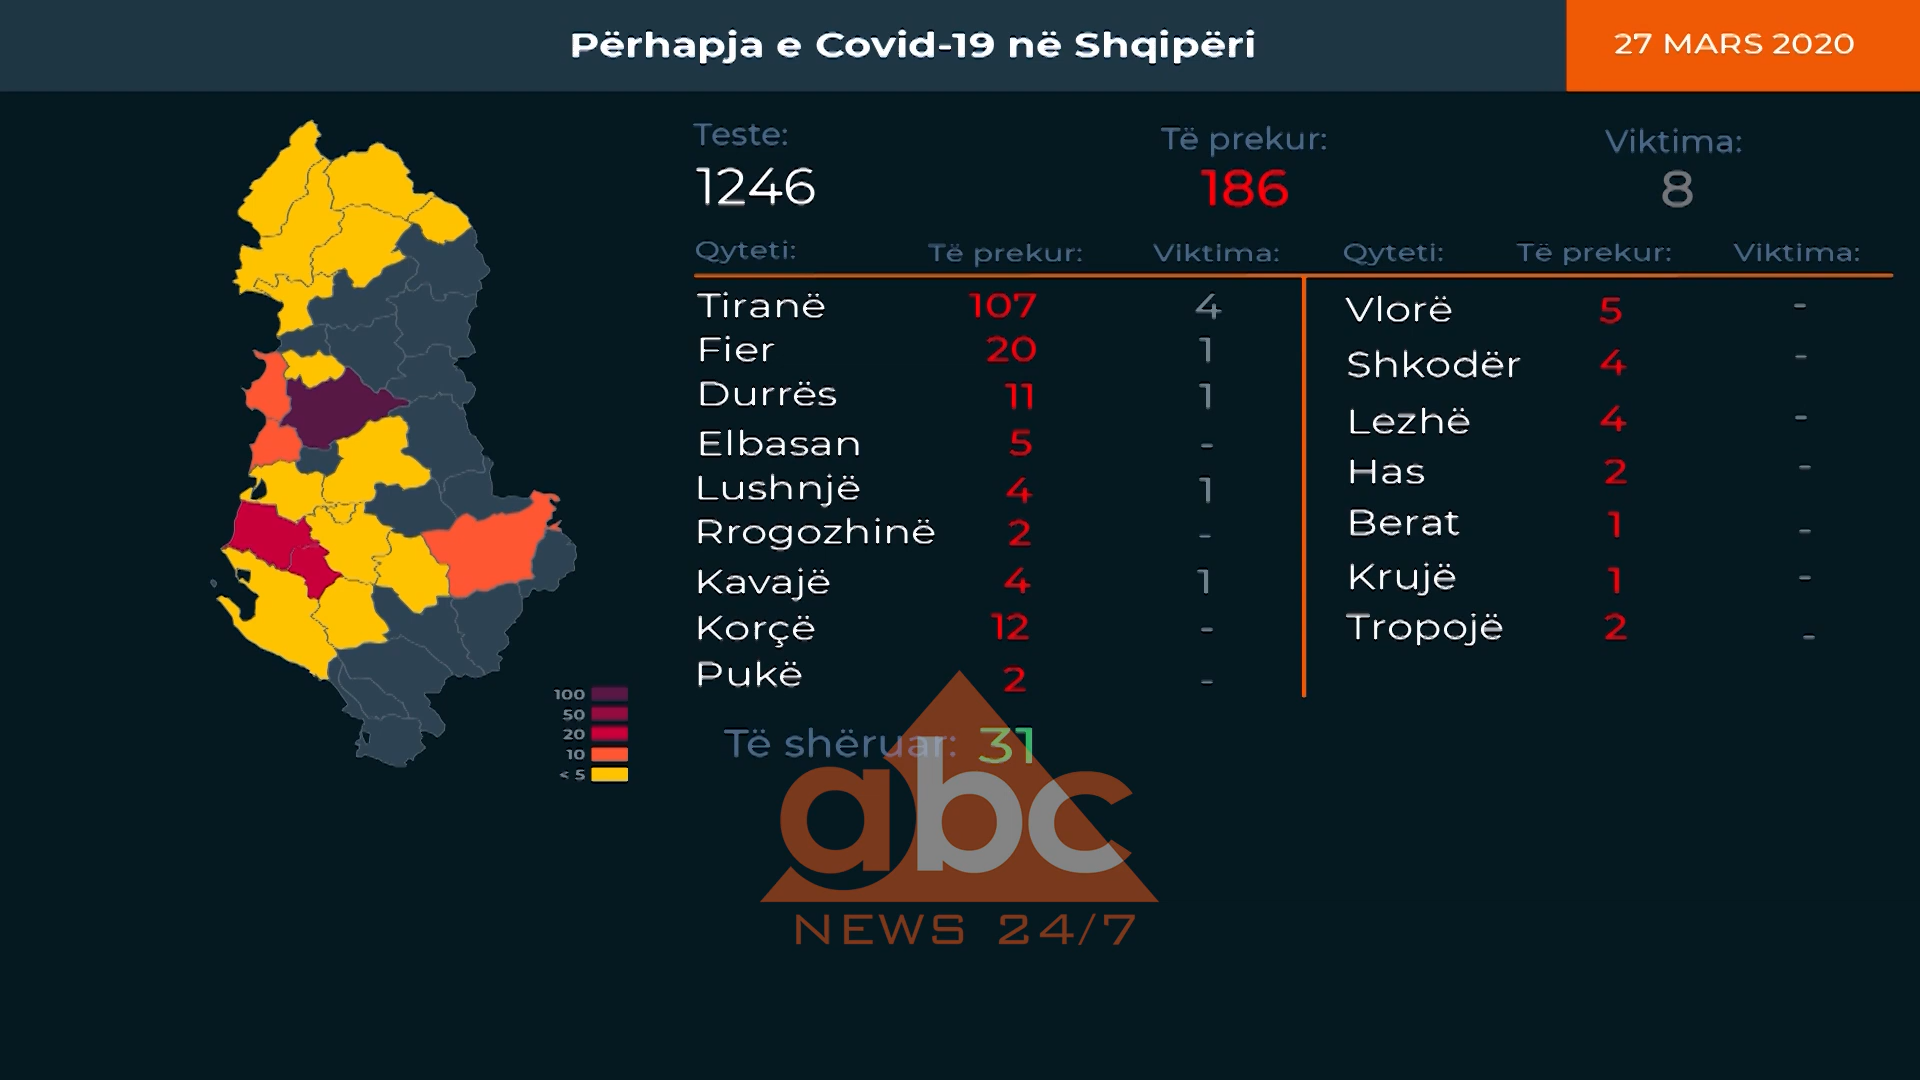 Përhapja e Covid-19 në Shqipëri
27 MARS 2020
Teste: Të prekur: Viktima:
1246 186 8
Qyteti: Të prekur: Viktima: Qyteti: Të prekur: Viktima:
Tiranë 107 4
Fier 20 1
Durrës 11 1
Elbasan 5 -
Lushnjë 4 1
Rrogozhinë 2 -
Kavajë 4 1
Korçë 12 -
Pukë 2 -
Vlorë 5 -
Shkodër 4 -
Lezhë 4 -
Has 2 -
Berat 1 -
Krujë 1 -
Tropojë 2 -
100
50
20
10
< 5
Të shëruar: 31
abc
NEWS 24/7